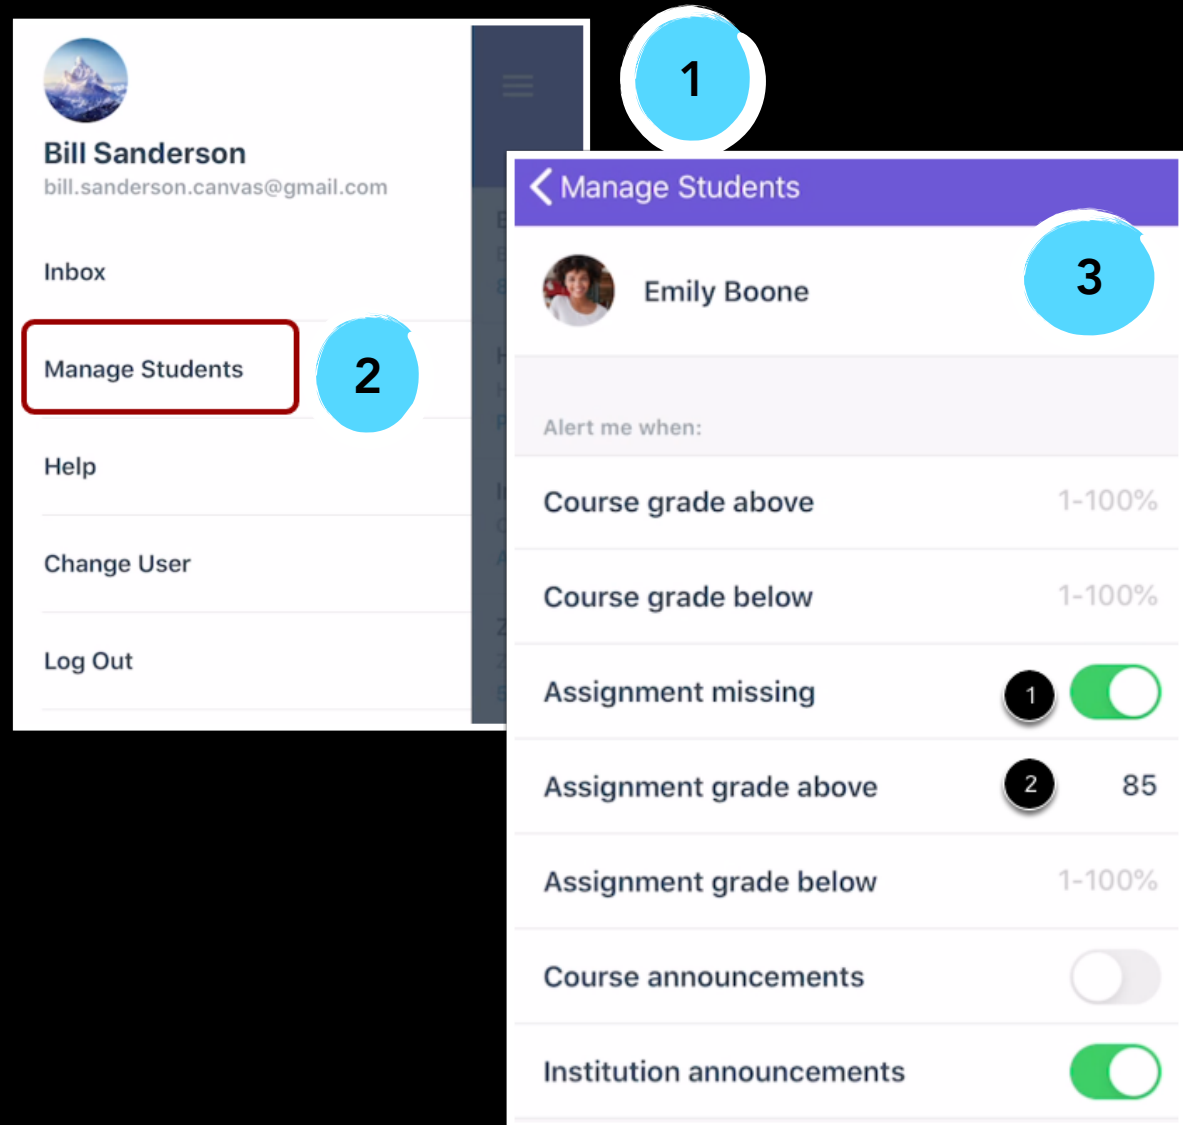 1
Bill Sanderson
bill.sanderson.canvas@gmail.com
Inbox
Manage Students
2
Help
Change User
Log Out
Manage Students
Emily Boone
3
Alert me when:
Course grade above 1-100%
Course grade below 1-100%
Assignment missing 1
Assignment grade above 2 85
Assignment grade below 1-100%
Course announcements
Institution announcements